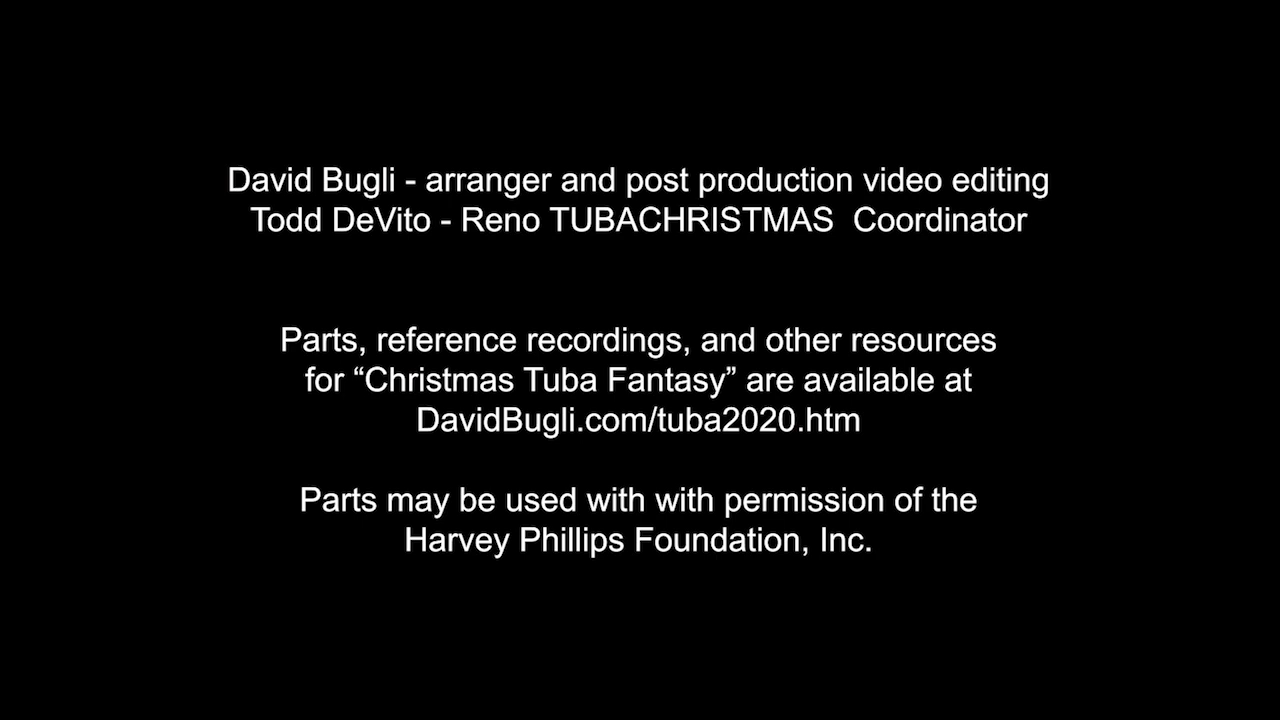 David Bugli - arranger and post production video editing
Todd DeVito - Reno TUBACHRISTMAS  Coordinator
Parts, reference recordings, and other resources
for “Christmas Tuba Fantasy” are available at
DavidBugli.com/tuba2020.htm
Parts may be used with with permission of the
Harvey Phillips Foundation, Inc.